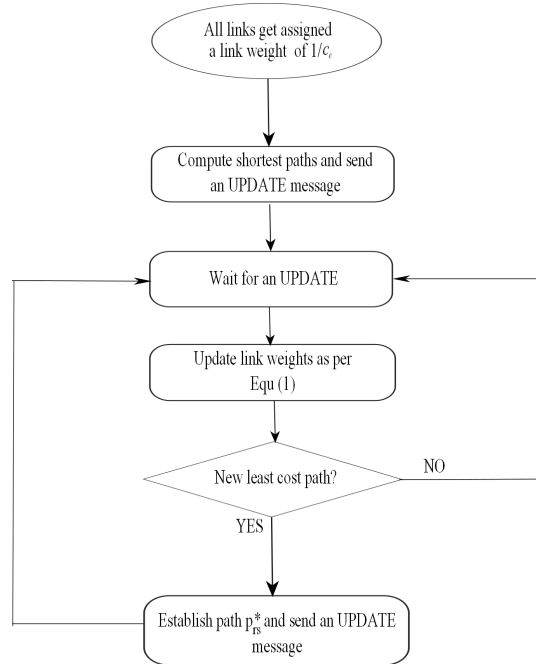 All links get assigned
a link weight of 1/cₑ
Compute shortest paths and send
an UPDATE message
Wait for an UPDATE
Update link weights as per
Equ (1)
New least cost path?
NO
YES
Establish path p*ᵣₛ and send an UPDATE
message